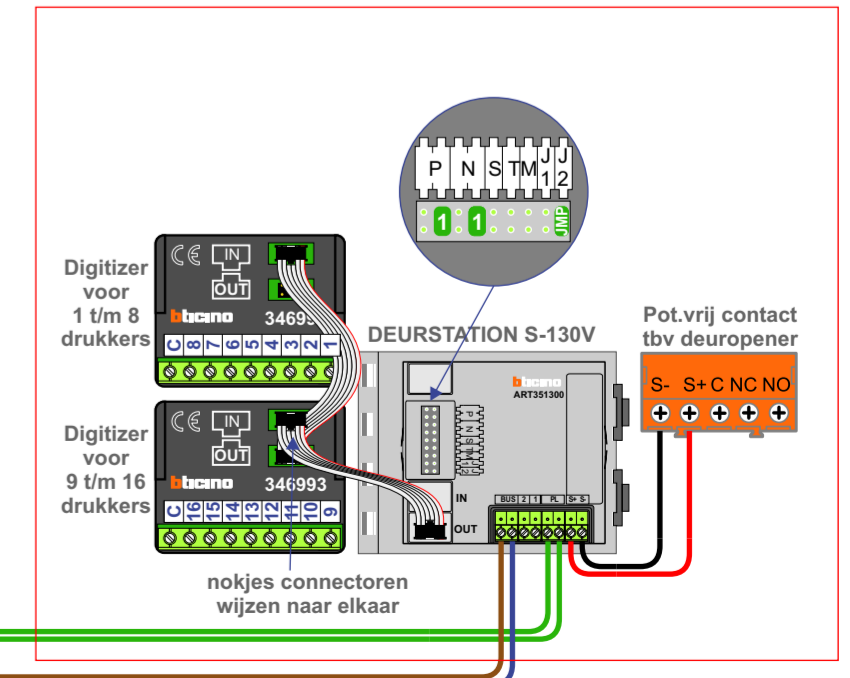 P N S T M J1 J2
1 1 JMP
Digitizer
voor
1 t/m 8
drukkers
CE IN
OUT
bticino
C 8 7 6 5 4 3 2 1
Digitizer
voor
9 t/m 16
drukkers
CE IN
OUT
bticino 346993
C 16 15 14 13 12 11 10 9
nokjes connectoren
wijzen naar elkaar
DEURSTATION S-130V
bticino
ART351300
P N S T M J1 J2
IN
OUT
BUS 2 1 PL S+ S-
Pot.vrij contact
tbv deuropener
S- S+ C NC NO